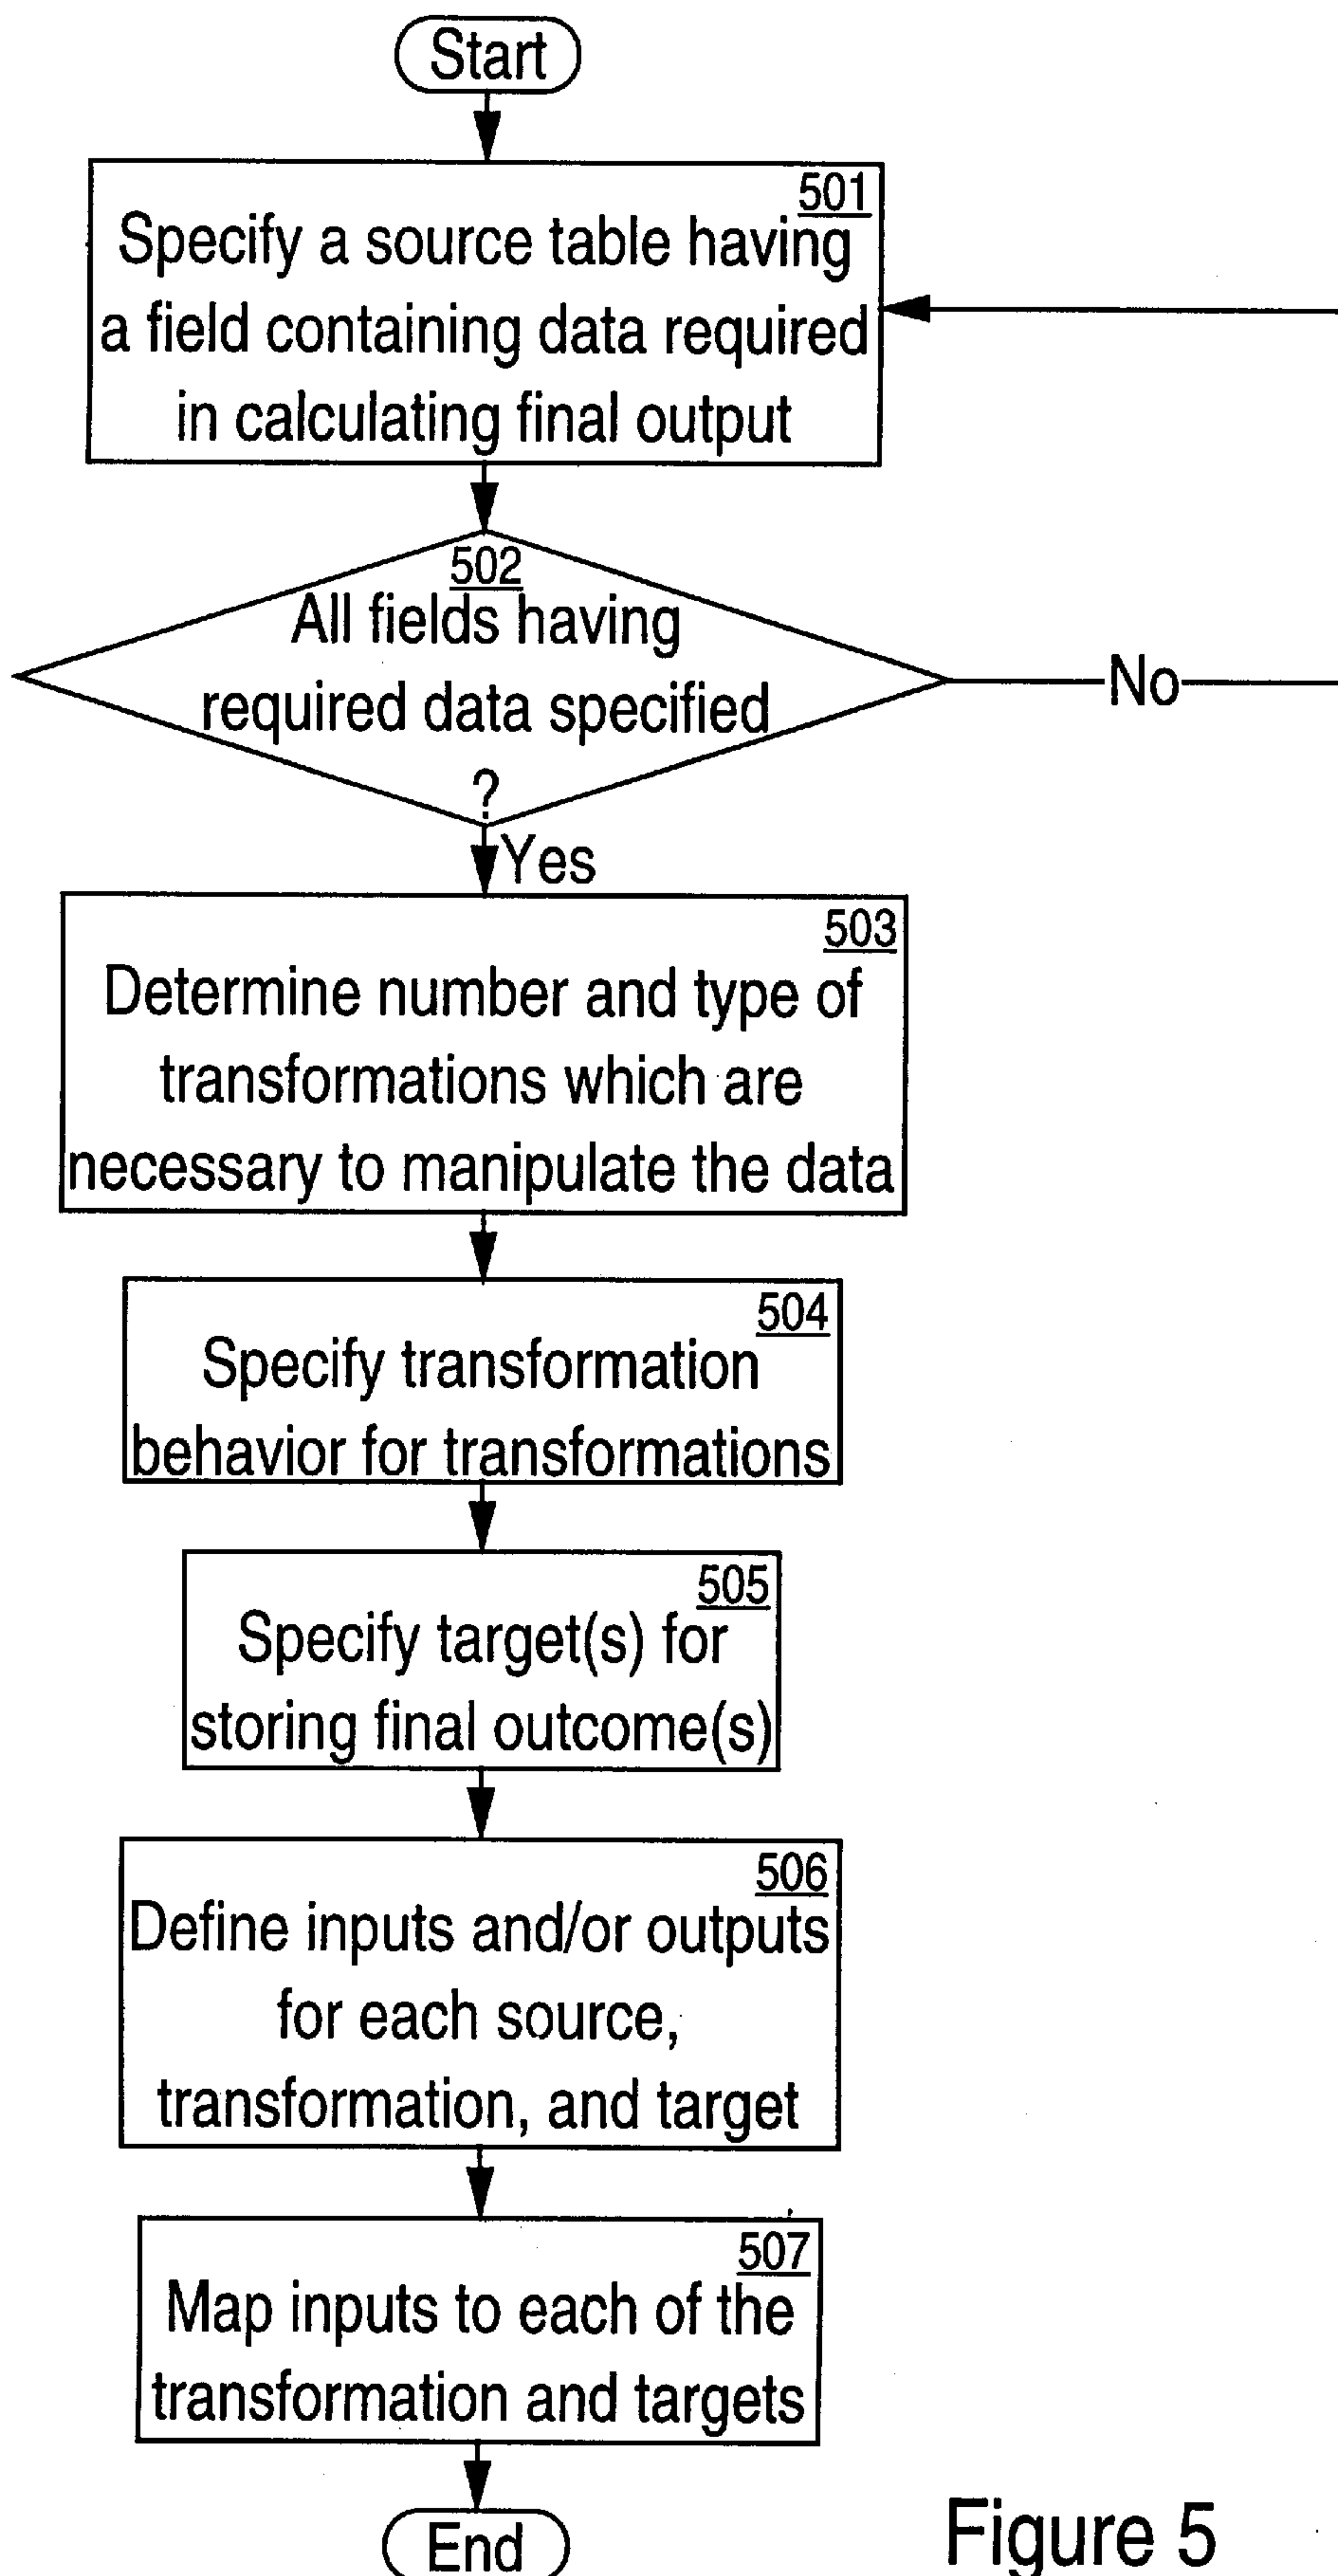 Start
501
Specify a source table having
a field containing data required
in calculating final output
502
All fields having
required data specified
?
No
Yes
503
Determine number and type of
transformations which are
necessary to manipulate the data
504
Specify transformation
behavior for transformations
505
Specify target(s) for
storing final outcome(s)
506
Define inputs and/or outputs
for each source,
transformation, and target
507
Map inputs to each of the
transformation and targets
End
Figure 5